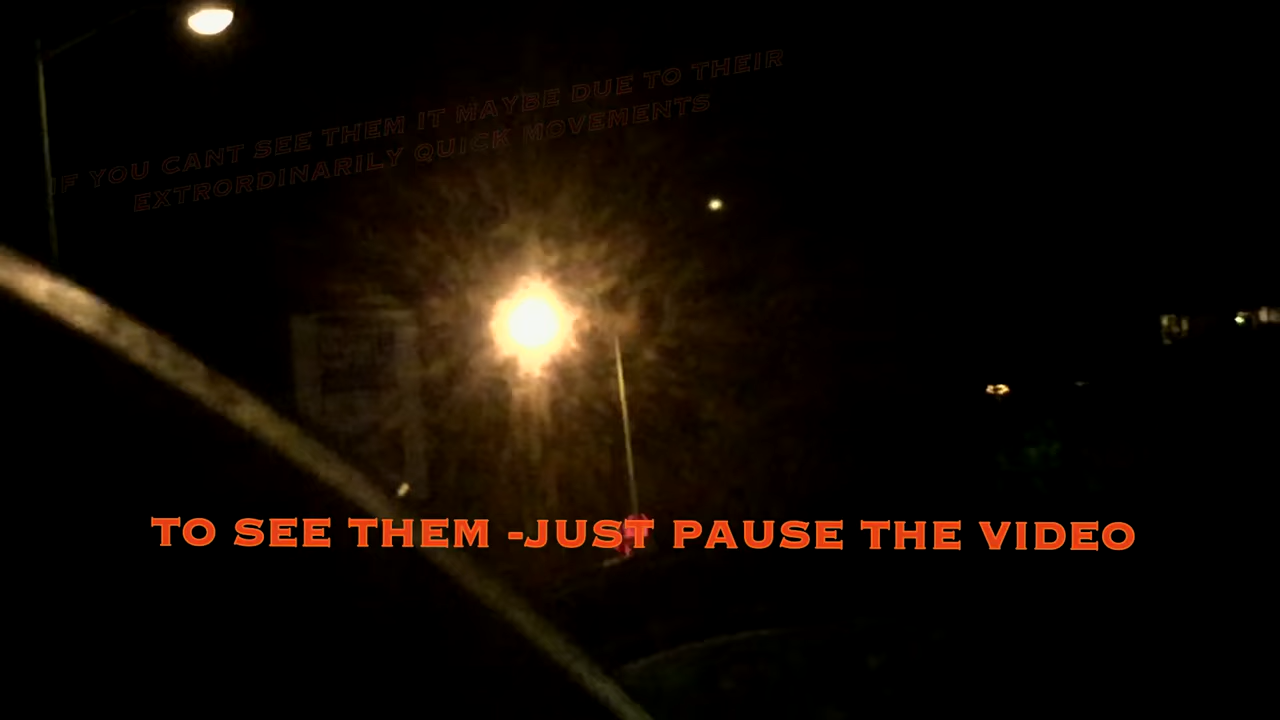 IF YOU CANT SEE THEM IT MAYBE DUE TO THEIR
EXTRORDINARILY QUICK MOVEMENTS
TO SEE THEM -JUST PAUSE THE VIDEO